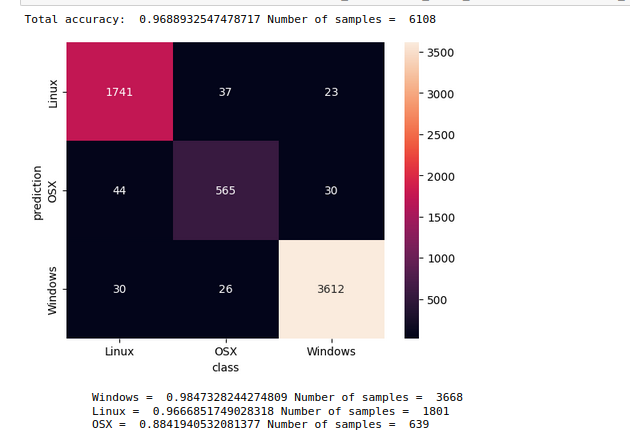 Total accuracy:  0.9688932547478717 Number of samples =  6108
3500
Linux 1741 37 23
3000
2500
prediction
OSX 44 565 30
2000
1500
1000
Windows 30 26 3612
500
Linux OSX Windows
class
Windows =  0.9847328244274809 Number of samples =  3668
Linux =  0.9666851749028318 Number of samples =  1801
OSX =  0.8841940532081377 Number of samples =  639